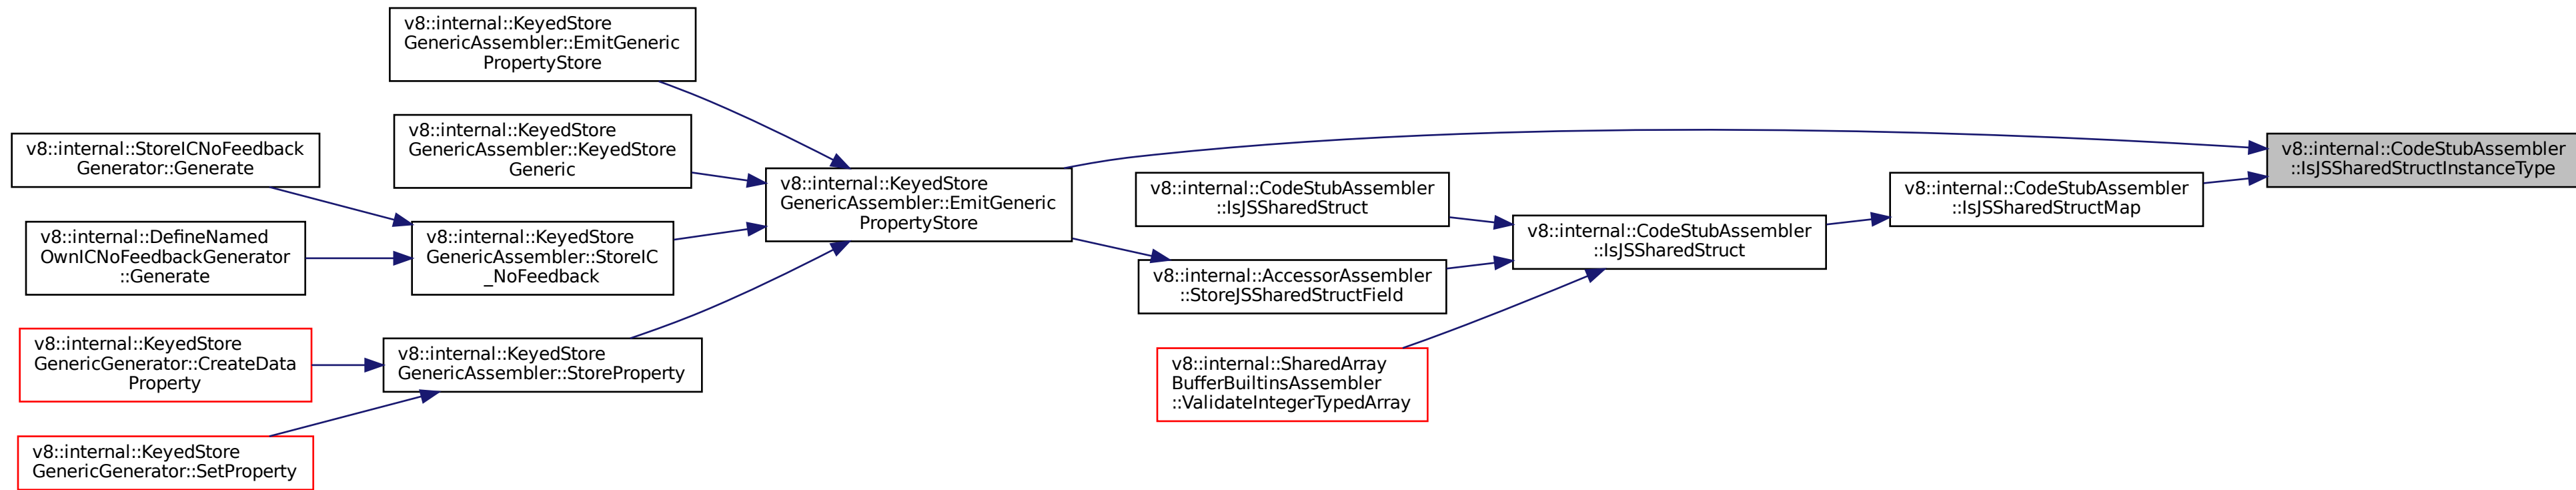 v8::internal::KeyedStore
GenericAssembler::EmitGeneric
PropertyStore
v8::internal::KeyedStore
GenericAssembler::KeyedStore
Generic
v8::internal::StoreICNoFeedback
Generator::Generate
v8::internal::DefineNamed
OwnICNoFeedbackGenerator
::Generate
v8::internal::KeyedStore
GenericAssembler::StoreIC
_NoFeedback
v8::internal::KeyedStore
GenericGenerator::CreateData
Property
v8::internal::KeyedStore
GenericAssembler::StoreProperty
v8::internal::KeyedStore
GenericGenerator::SetProperty
v8::internal::KeyedStore
GenericAssembler::EmitGeneric
PropertyStore
v8::internal::CodeStubAssembler
::IsJSSharedStruct
v8::internal::AccessorAssembler
::StoreJSSharedStructField
v8::internal::SharedArray
BufferBuiltinsAssembler
::ValidateIntegerTypedArray
v8::internal::CodeStubAssembler
::IsJSSharedStruct
v8::internal::CodeStubAssembler
::IsJSSharedStructMap
v8::internal::CodeStubAssembler
::IsJSSharedStructInstanceType